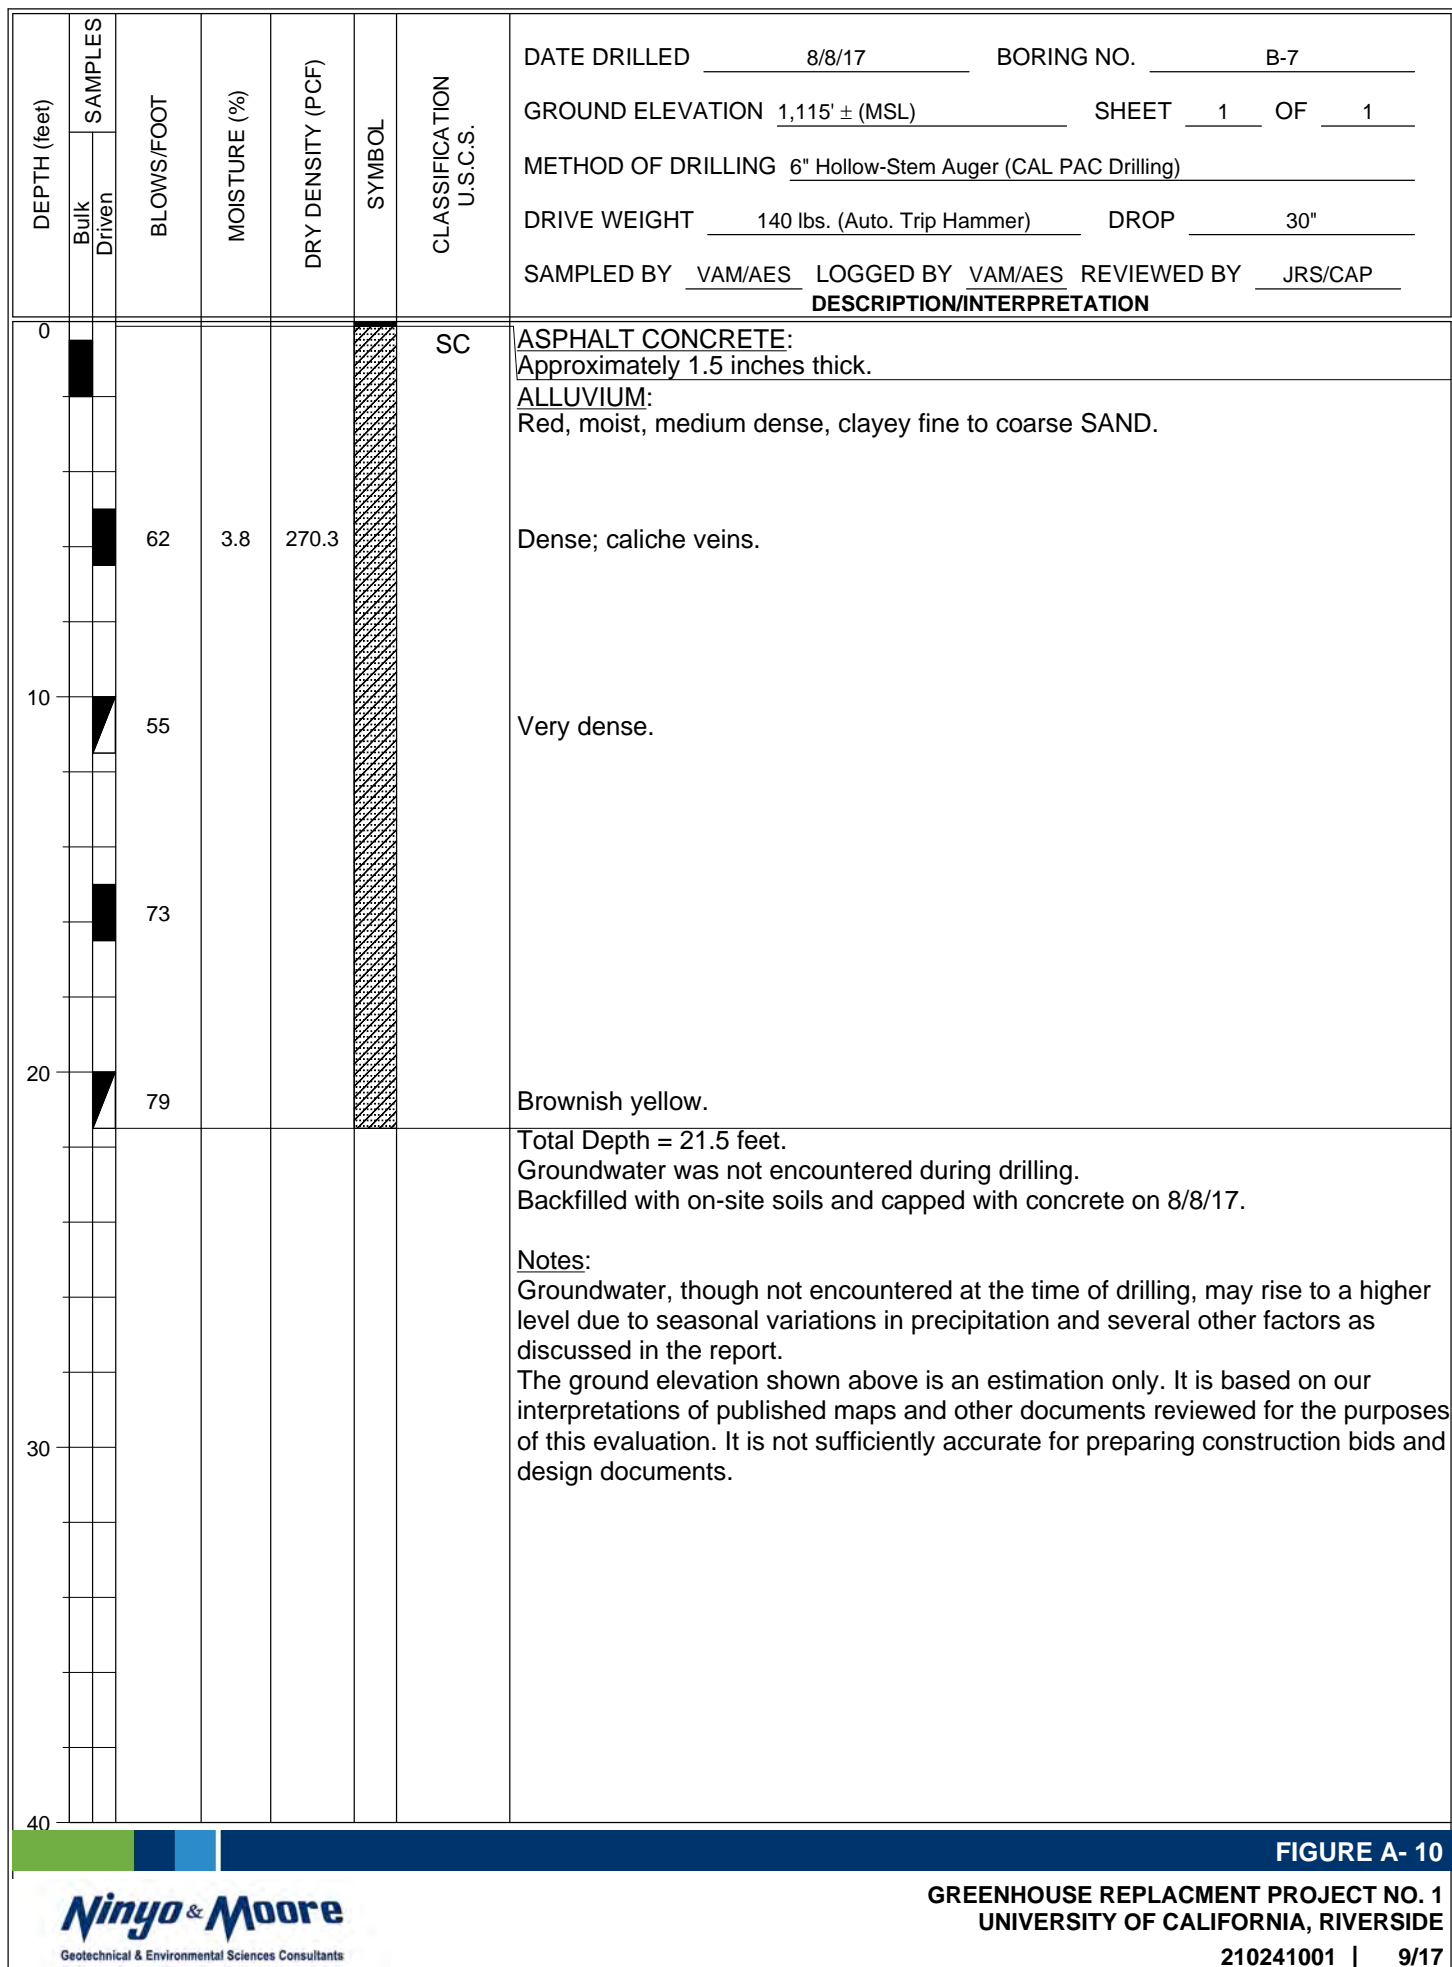 DEPTH (feet)
SAMPLES
Bulk
Driven
BLOWS/FOOT
MOISTURE (%)
DRY DENSITY (PCF)
SYMBOL
CLASSIFICATION
U.S.C.S.
DATE DRILLED 8/8/17 BORING NO. B-7
GROUND ELEVATION 1,115' ± (MSL) SHEET 1 OF 1
METHOD OF DRILLING 6" Hollow-Stem Auger (CAL PAC Drilling)
DRIVE WEIGHT 140 lbs. (Auto. Trip Hammer) DROP 30"
SAMPLED BY VAM/AES LOGGED BY VAM/AES REVIEWED BY JRS/CAP
DESCRIPTION/INTERPRETATION
0 SC ASPHALT CONCRETE:
Approximately 1.5 inches thick.
ALLUVIUM:
Red, moist, medium dense, clayey fine to coarse SAND.
62 3.8 270.3 Dense; caliche veins.
10
55 Very dense.
73
20
79 Brownish yellow.
Total Depth = 21.5 feet.
Groundwater was not encountered during drilling.
Backfilled with on-site soils and capped with concrete on 8/8/17.
Notes:
Groundwater, though not encountered at the time of drilling, may rise to a higher
level due to seasonal variations in precipitation and several other factors as
discussed in the report.
The ground elevation shown above is an estimation only. It is based on our
interpretations of published maps and other documents reviewed for the purposes
30 of this evaluation. It is not sufficiently accurate for preparing construction bids and
design documents.
40
FIGURE A- 10
Ninyo & Moore
Geotechnical & Environmental Sciences Consultants
GREENHOUSE REPLACMENT PROJECT NO. 1
UNIVERSITY OF CALIFORNIA, RIVERSIDE
210241001 | 9/17